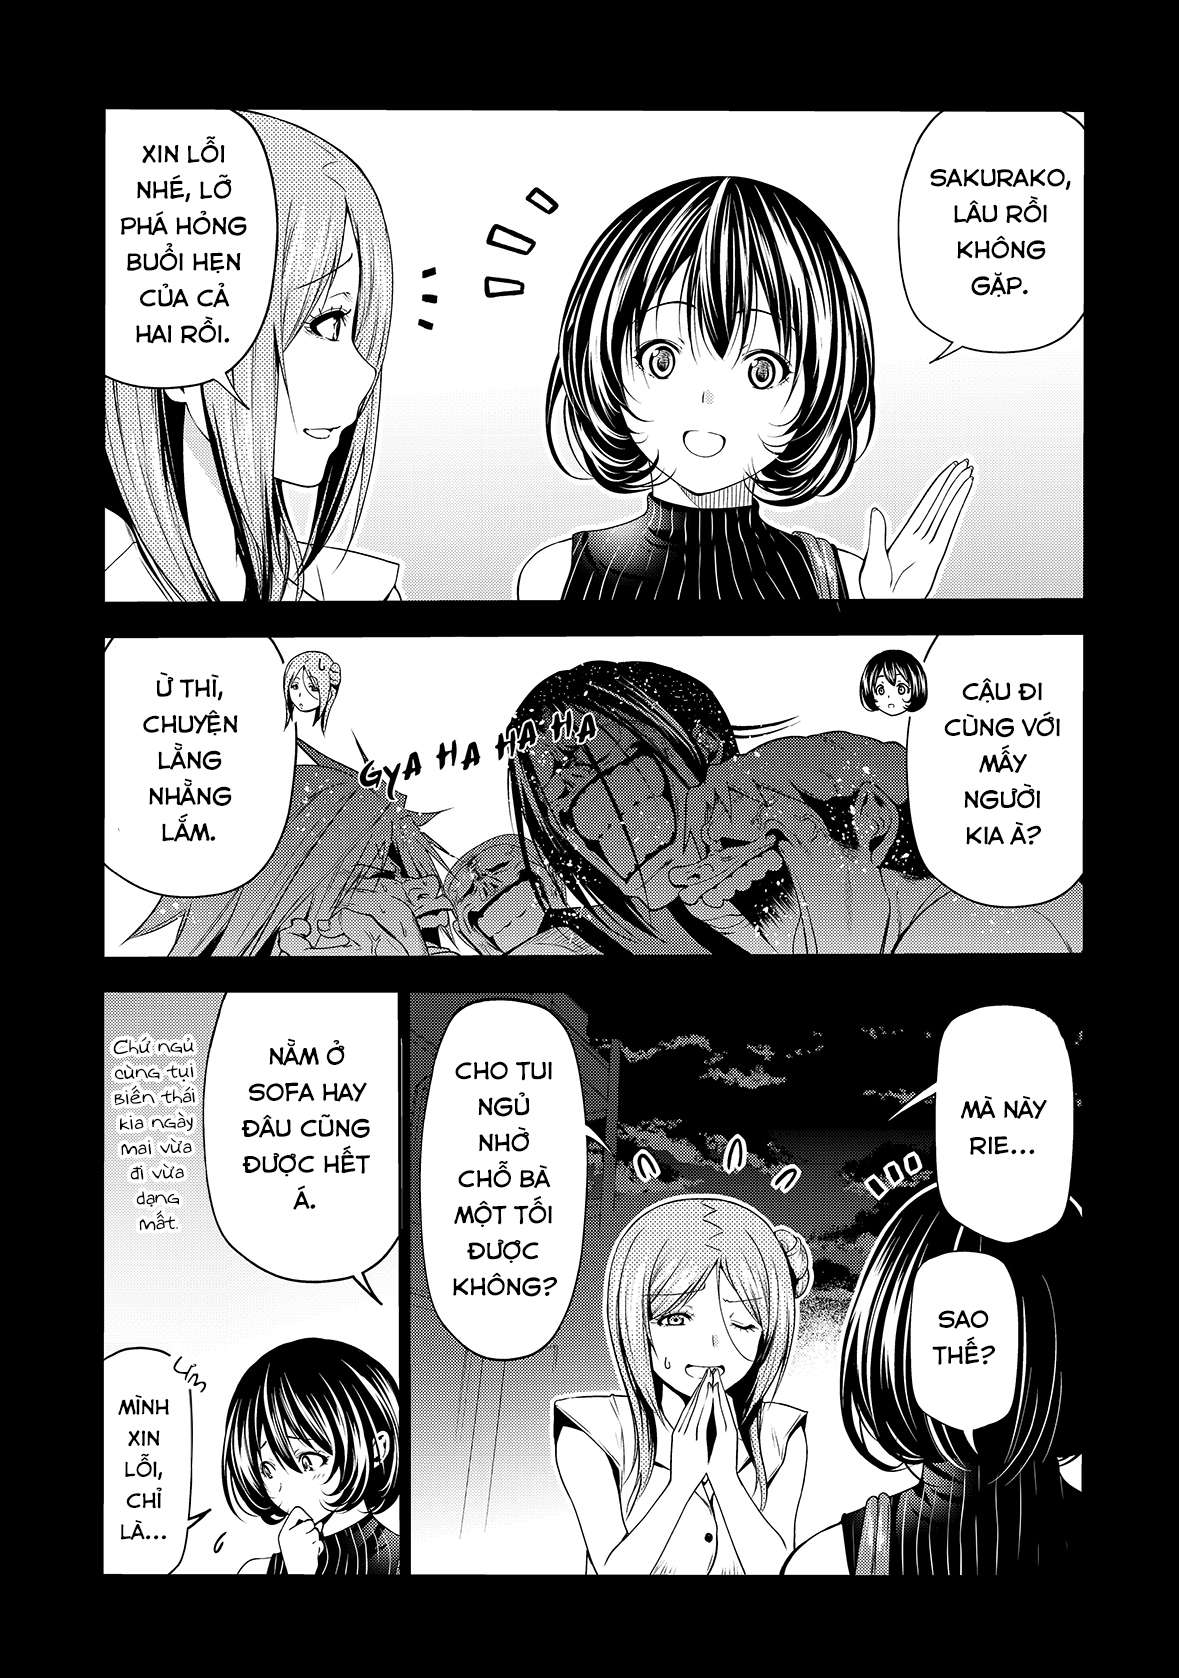 SAKURAKO,
LÂU RỒI
KHÔNG
GẶP.
XIN LỖI
NHÉ, LỠ
PHÁ HỎNG
BUỔI HẸN
CỦA CẢ
HAI RỒI.
CẬU ĐI
CÙNG VỚI
MẤY
NGƯỜI
KIA À?
GYA HA HA HA
Ừ THÌ,
CHUYỆN
LẰNG
NHẰNG
LẮM.
MÀ NÀY
RIE...
SAO
THẾ?
CHO TUI
NGỦ
NHỜ
CHỖ BÀ
MỘT TỐI
ĐƯỢC
KHÔNG?
NẰM Ở
SOFA HAY
ĐÂU CŨNG
ĐƯỢC HẾT
Á.
Chứ ngủ
cùng tụi
biến thái
kia ngày
mai vừa
đi vừa
dạng
mất.
Ưm
MÌNH
XIN
LỖI,
CHỈ
LÀ...